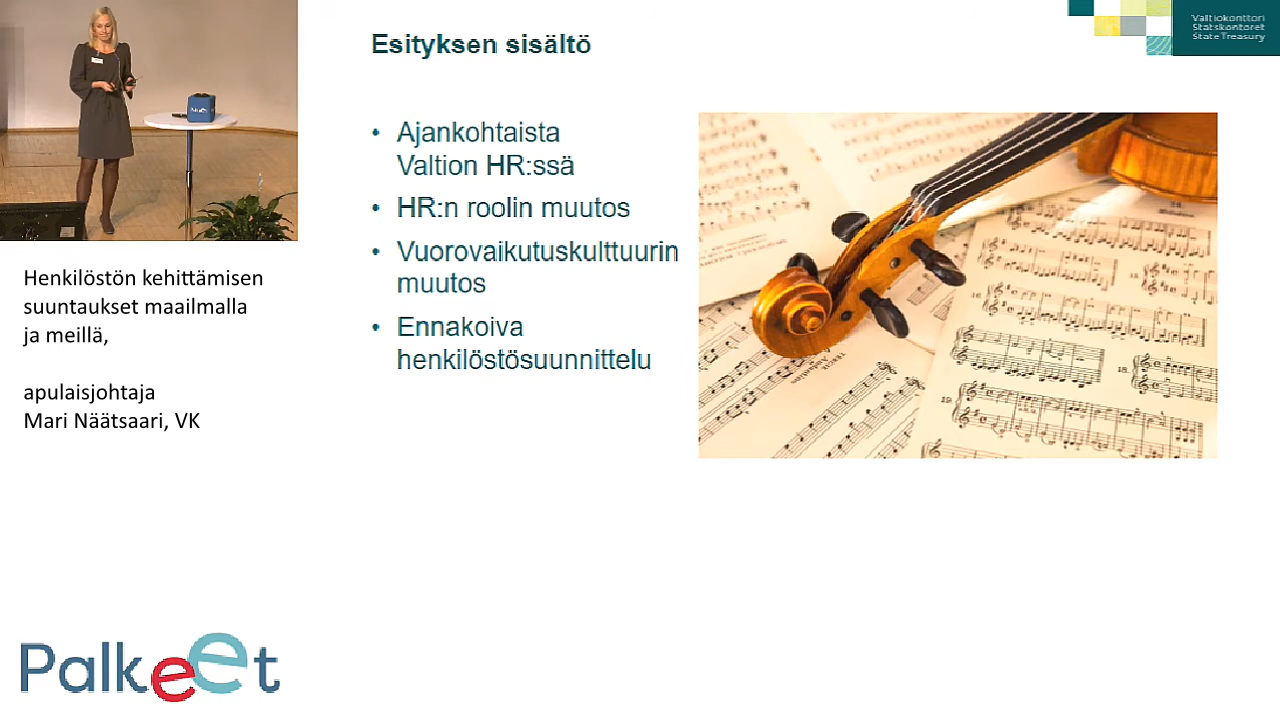 Valtiokonttori
Statskontoret
State Treasury
Esityksen sisältö
• Ajankohtaista
Valtion HR:ssä
• HR:n roolin muutos
• Vuorovaikutuskulttuurin
muutos
• Ennakoiva
henkilöstösuunnittelu
Henkilöstön kehittämisen
suuntaukset maailmalla
ja meillä,
apulaisjohtaja
Mari Näätsaari, VK
Palkeet